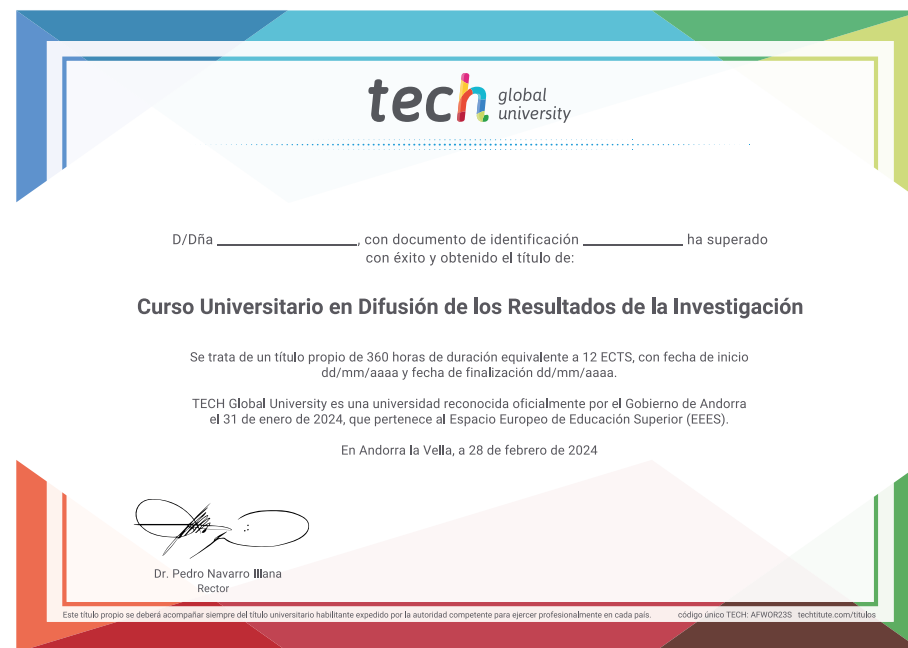 tech global university
D/Dña ______________, con documento de identificación __________ ha superado
con éxito y obtenido el título de:
Curso Universitario en Difusión de los Resultados de la Investigación
Se trata de un título propio de 360 horas de duración equivalente a 12 ECTS, con fecha de inicio
dd/mm/aaaa y fecha de finalización dd/mm/aaaa.
TECH Global University es una universidad reconocida oficialmente por el Gobierno de Andorra
el 31 de enero de 2024, que pertenece al Espacio Europeo de Educación Superior (EEES).
En Andorra la Vella, a 28 de febrero de 2024
Dr. Pedro Navarro Illana
Rector
Este título propio se deberá acompañar siempre del título universitario habilitante expedido por la autoridad competente para ejercer profesionalmente en cada país. código único TECH: AFWOR23S techtitute.com/titulos